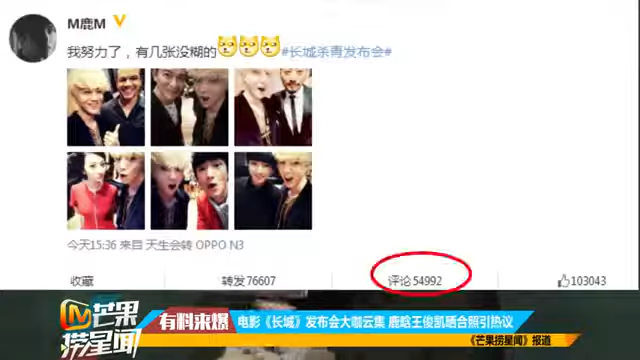 M鹿M
我努力了，有几张没糊的#长城杀青发布会#
今天15:36 来自 天生会转 OPPO N3
收藏
转发76607
评论54992
103043
芒果
捞星闻
有料来爆
电影《长城》发布会大咖云集 鹿晗王俊凯晒合照引热议
《芒果捞星闻》报道